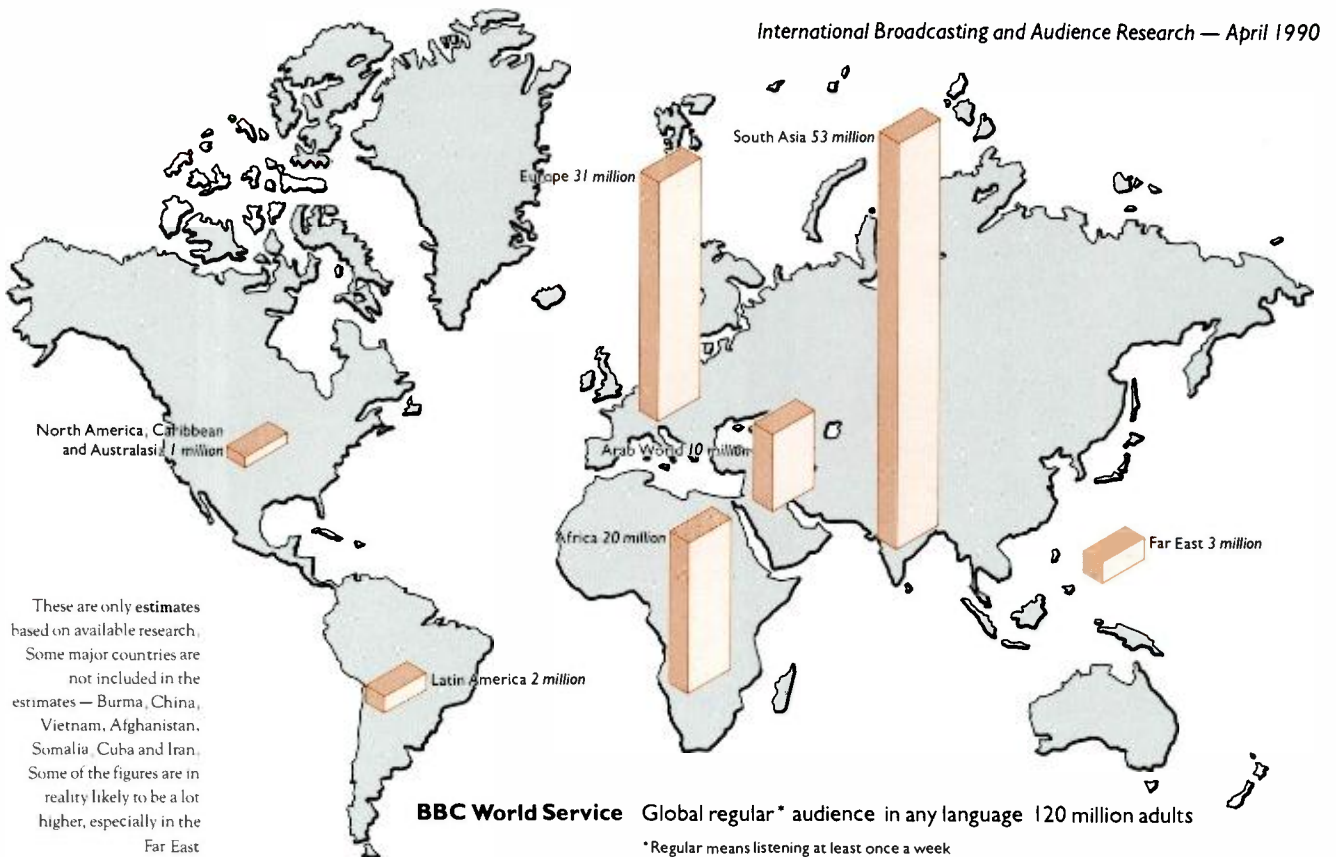 International Broadcasting and Audience Research — April 1990
South Asia 53 million
Europe 31 million
North America, Caribbean
and Australasia 1 million
Arab World 10 million
Africa 20 million
Far East 3 million
Latin America 2 million
These are only estimates
based on available research.
Some major countries are
not included in the
estimates — Burma, China,
Vietnam, Afghanistan,
Somalia, Cuba and Iran.
Some of the figures are in
reality likely to be a lot
higher, especially in the
Far East
BBC World Service Global regular* audience in any language 120 million adults
*Regular means listening at least once a week